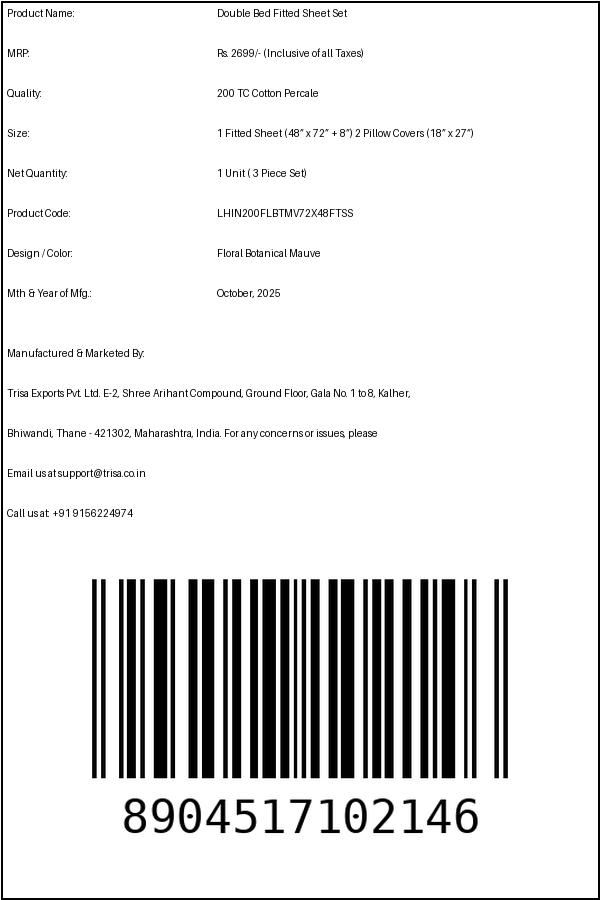 Product Name: Double Bed Fitted Sheet Set
MRP: Rs. 2699/- (Inclusive of all Taxes)
Quality: 200 TC Cotton Percale
Size: 1 Fitted Sheet (48” x 72” + 8”) 2 Pillow Covers (18” x 27”)
Net Quantity: 1 Unit ( 3 Piece Set)
Product Code: LHIN200FLBTMV72X48FTSS
Design / Color: Floral Botanical Mauve
Mth & Year of Mfg.: October, 2025
Manufactured & Marketed By:
Trisa Exports Pvt. Ltd. E-2, Shree Arihant Compound, Ground Floor, Gala No. 1 to 8, Kalher,
Bhiwandi, Thane - 421302, Maharashtra, India. For any concerns or issues, please
Email us at support@trisa.co.in
Call us at: +91 9156224974
8904517102146